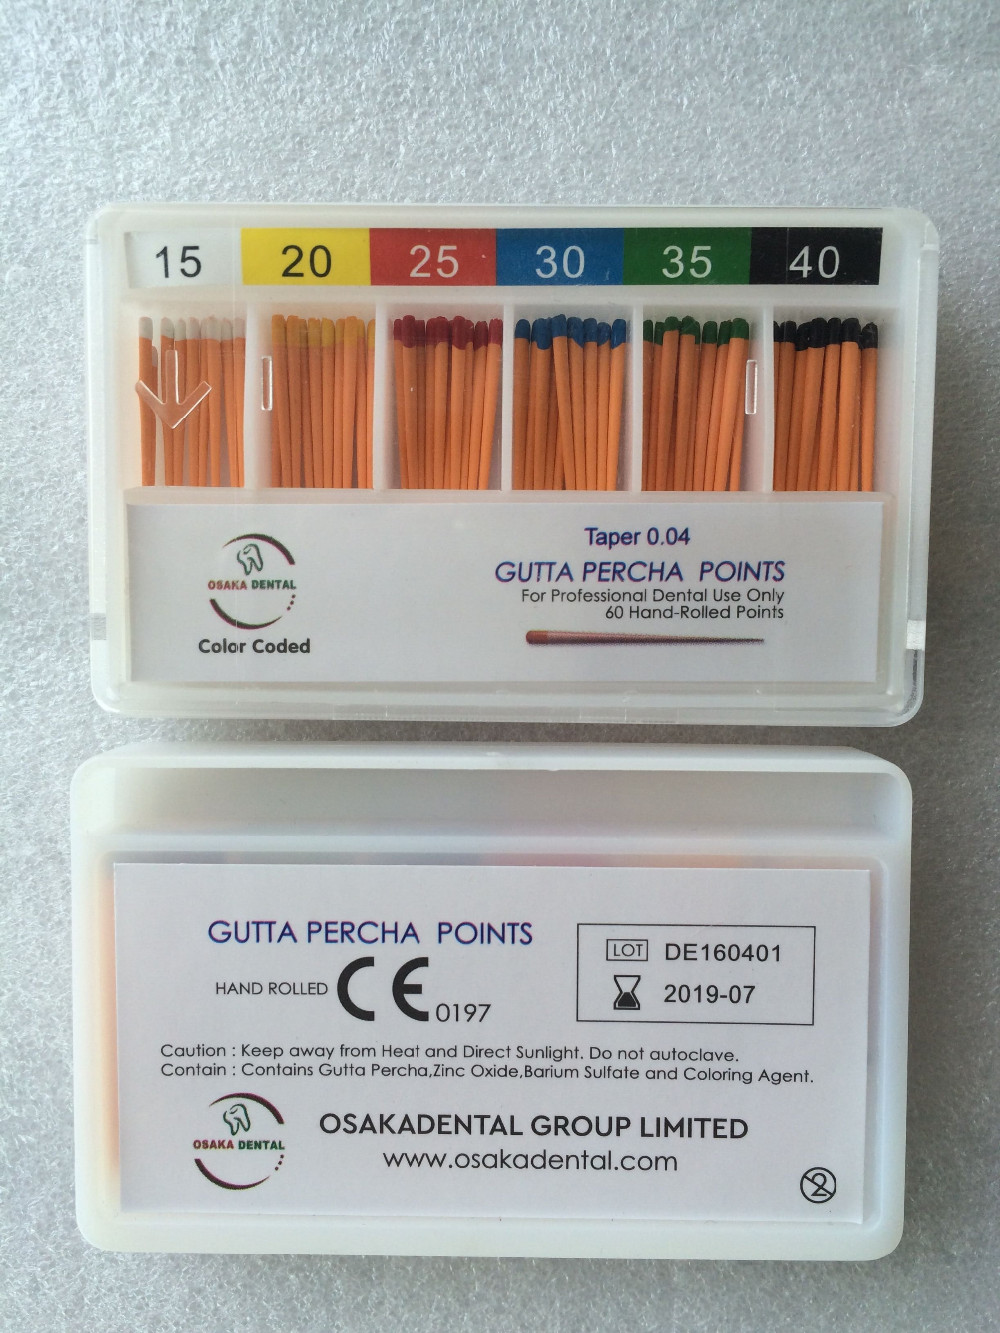 15 20 25 30 35 40
Taper 0.04
GUTTA PERCHA POINTS
For Professional Dental Use Only
60 Hand-Rolled Points
OSAKA DENTAL
Color Coded
GUTTA PERCHA POINTS
HAND ROLLED CE 0197
LOT DE160401
2019-07
Caution : Keep away from Heat and Direct Sunlight. Do not autoclave.
Contain : Contains Gutta Percha,Zinc Oxide,Barium Sulfate and Coloring Agent.
OSAKA DENTAL
OSAKADENTAL GROUP LIMITED
www.osakadental.com
2